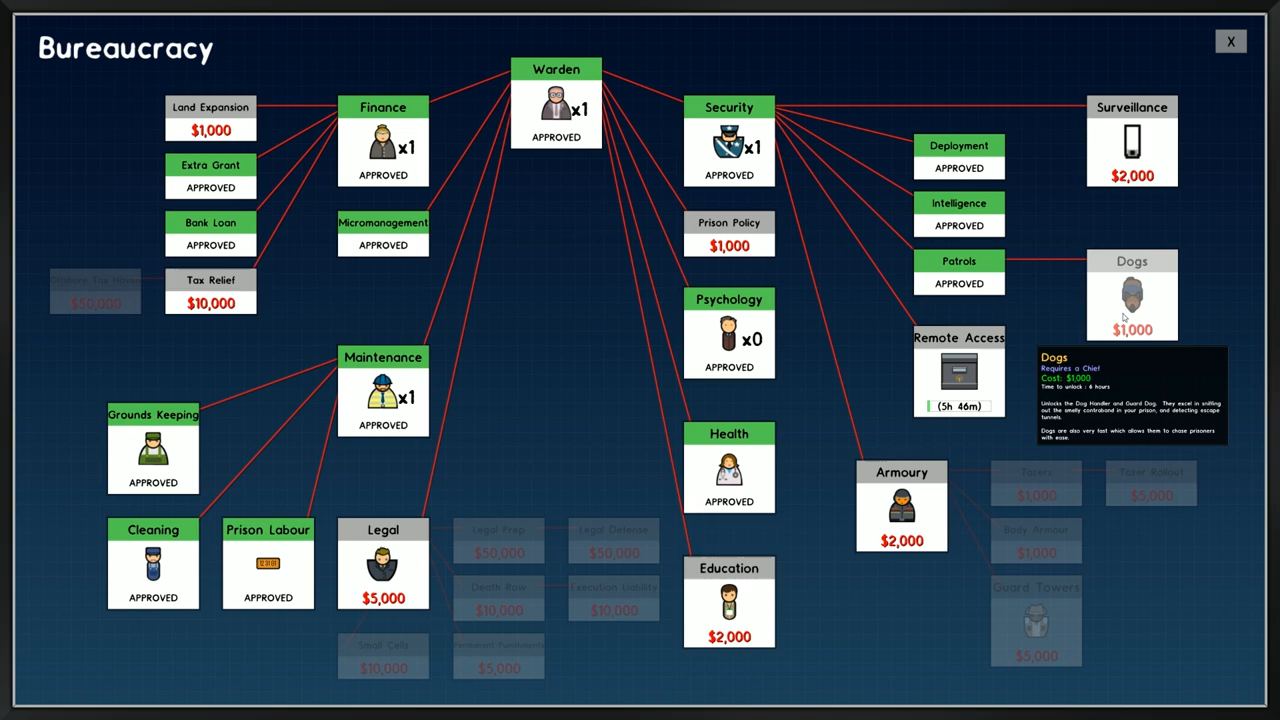 Bureaucracy
X
Warden
x1
APPROVED
Land Expansion
$1,000
Extra Grant
APPROVED
Bank Loan
APPROVED
Offshore Tax Haven
$50,000
Tax Relief
$10,000
Finance
x1
APPROVED
Micromanagement
APPROVED
Maintenance
x1
APPROVED
Grounds Keeping
APPROVED
Cleaning
APPROVED
Prison Labour
APPROVED
Legal
$5,000
Legal Prep
$50,000
Legal Defense
$50,000
Death Row
$10,000
Execution Liability
$10,000
Small Cells
$10,000
Permanent Punishments
$5,000
Security
x1
APPROVED
Prison Policy
$1,000
Psychology
x0
APPROVED
Health
APPROVED
Education
$2,000
Deployment
APPROVED
Intelligence
APPROVED
Patrols
APPROVED
Remote Access
(5h 46m)
Surveillance
$2,000
Dogs
$1,000
Dogs
Requires a Chief
Cost: $1,000
Time to unlock : 6 hours
Unlocks the Dog Handler and Guard Dog. They excel in sniffing
out the smelly contraband in your prison, and detecting escape
tunnels.
Dogs are also very fast which allows them to chase prisoners
with ease.
Armoury
$2,000
Tasers
$1,000
Taser Rollout
$5,000
Body Armour
$1,000
Guard Towers
$5,000